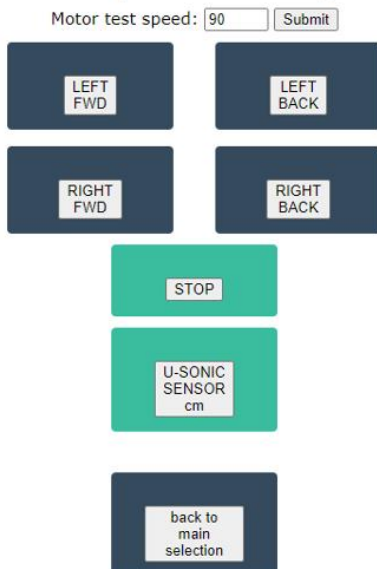 Motor test speed: 90 Submit
LEFT
FWD
LEFT
BACK
RIGHT
FWD
RIGHT
BACK
STOP
U-SONIC
SENSOR
cm
back to
main
selection